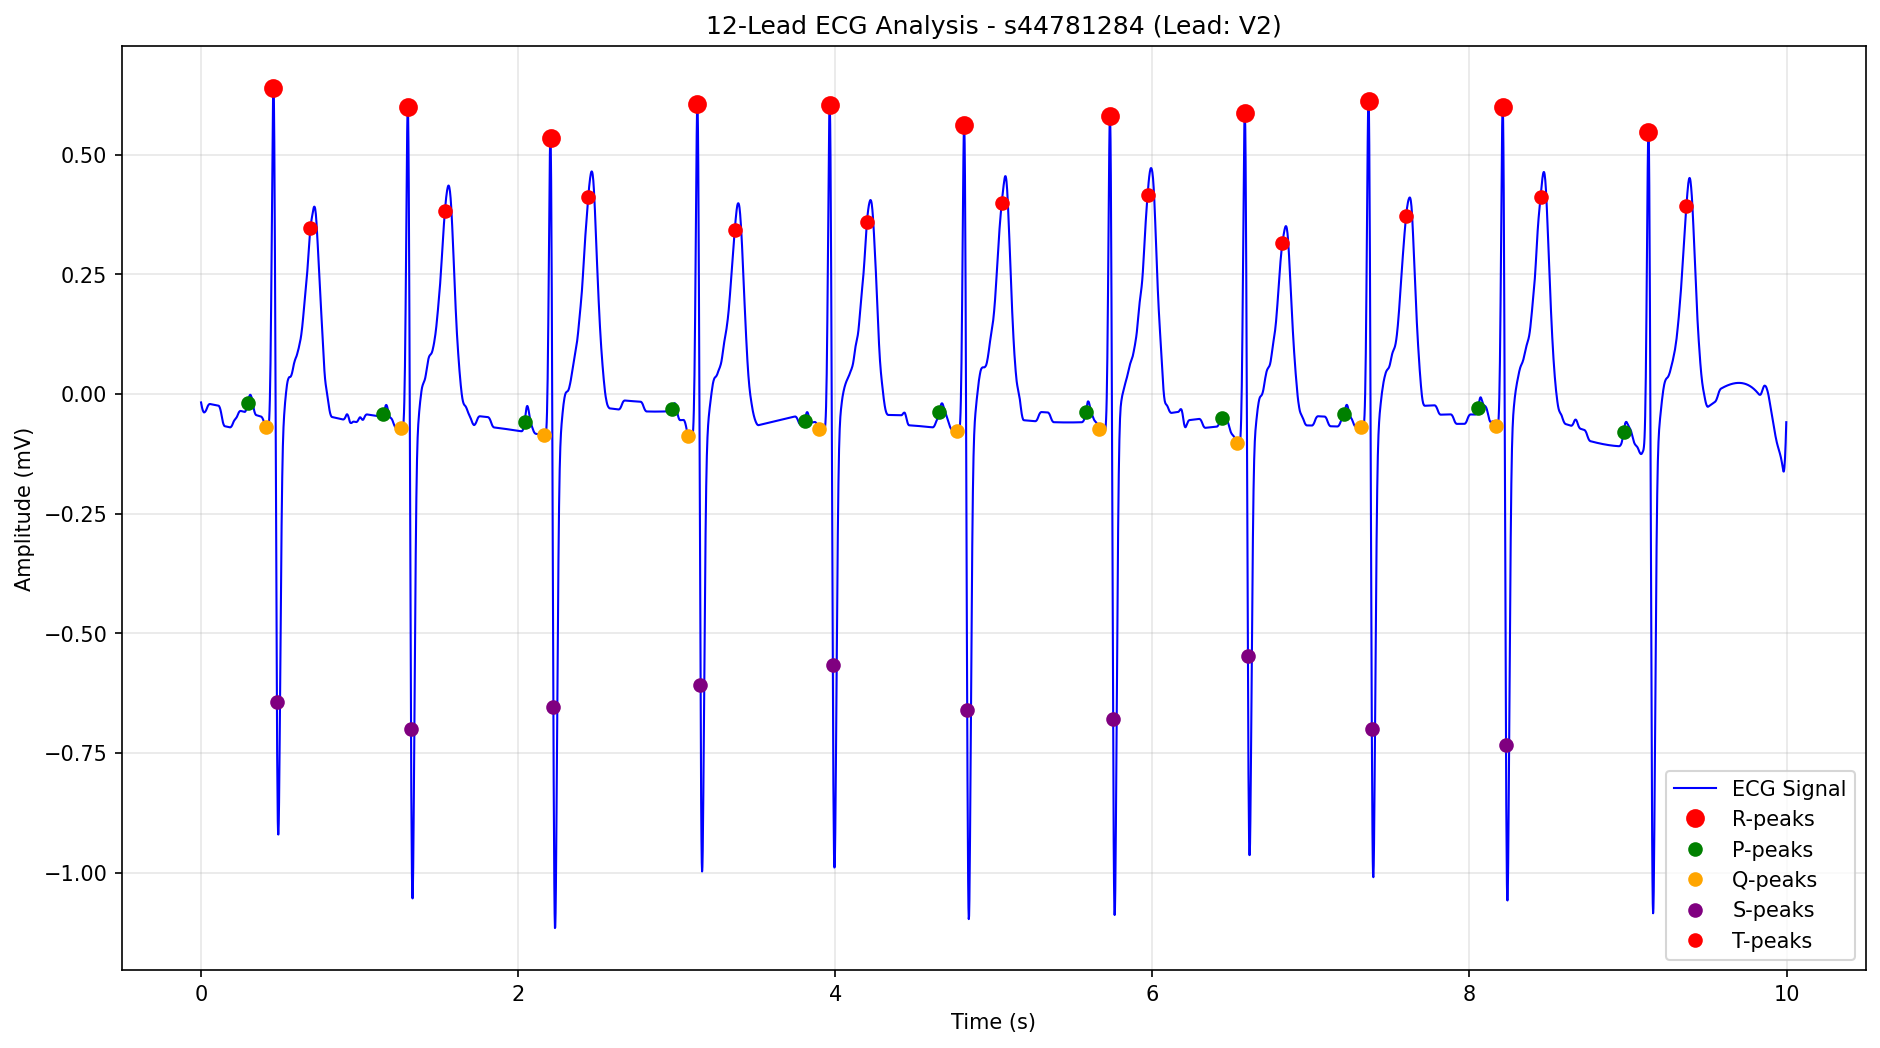 12-Lead ECG Analysis - s44781284 (Lead: V2)
Amplitude (mV)
0.50
0.25
0.00
−0.25
−0.50
−0.75
−1.00
0 2 4 6 8 10
Time (s)
ECG Signal
R-peaks
P-peaks
Q-peaks
S-peaks
T-peaks